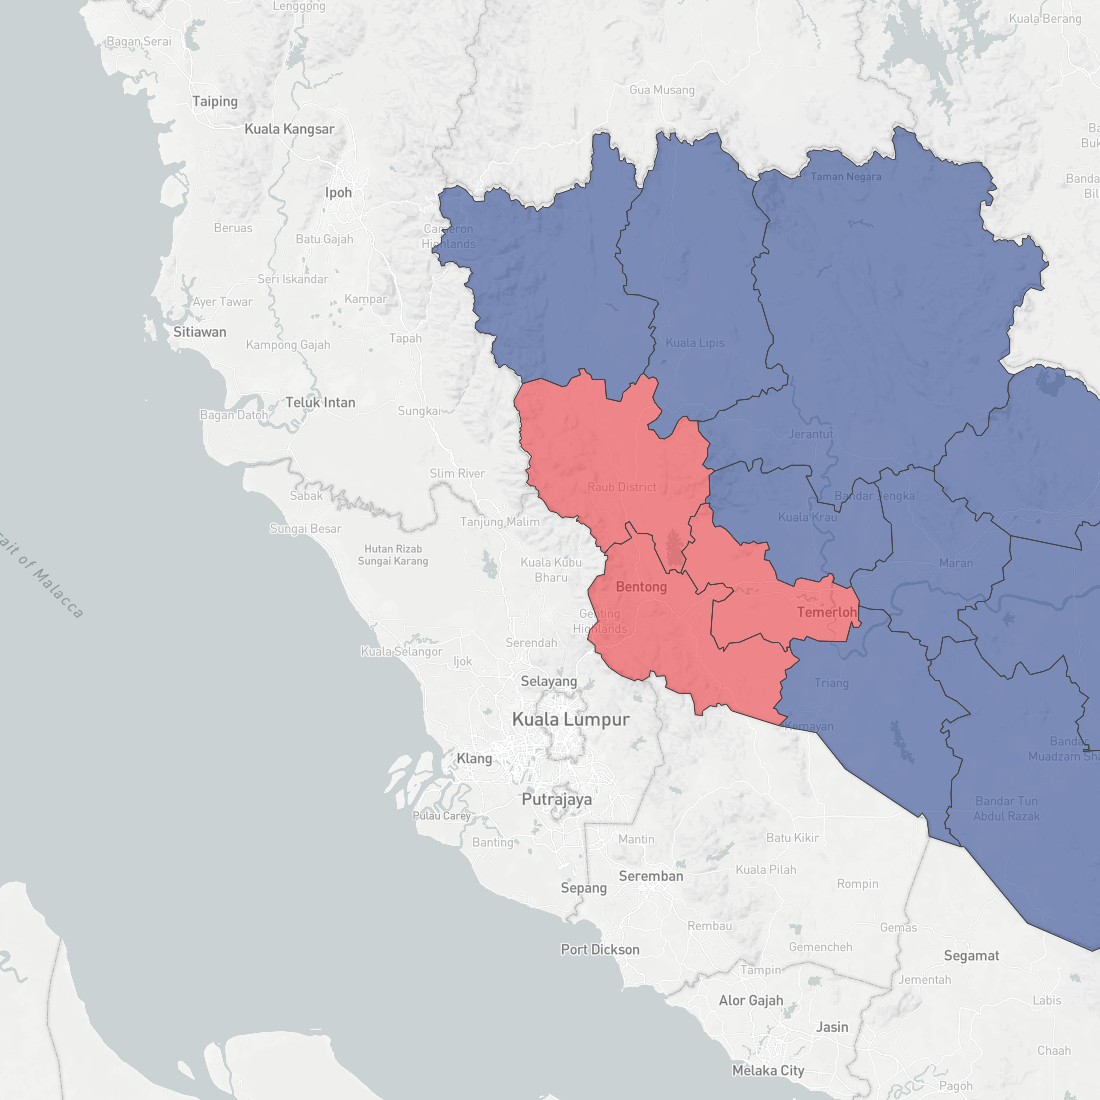 Lenggong
Kuala Berang
Bagan Serai
Gua Musang
Taiping
Kuala Kangsar
Taman Negara
Ipoh
Beruas
Cameron
Highlands
Batu Gajah
Seri Iskandar
Ayer Tawar
Kampar
Sitiawan
Tapah
Kampong Gajah
Kuala Lipis
Teluk Intan
Bagan Datoh
Sungkai
Jerantut
Slim River
Raub District
Sabak
Bandar Jengka
Kuala Krau
Sungai Besar
Tanjung Malim
Hutan Rizab
Sungai Karang
Kuala Kubu
Bharu
Maran
rait of Malacca
Bentong
Genting
Highlands
Temerloh
Kuala Selangor
Serendah
Ijok
Selayang
Triang
Kuala Lumpur
Kemayan
Bandar
Muadzam Sha
Klang
Putrajaya
Pulau Carey
Bandar Tun
Abdul Razak
Banting
Mantin
Batu Kikir
Seremban
Kuala Pilah
Sepang
Rompin
Rembau
Gemas
Port Dickson
Gemencheh
Segamat
Tampin
Jementah
Alor Gajah
Labis
Jasin
Chaah
Melaka City
Pagoh